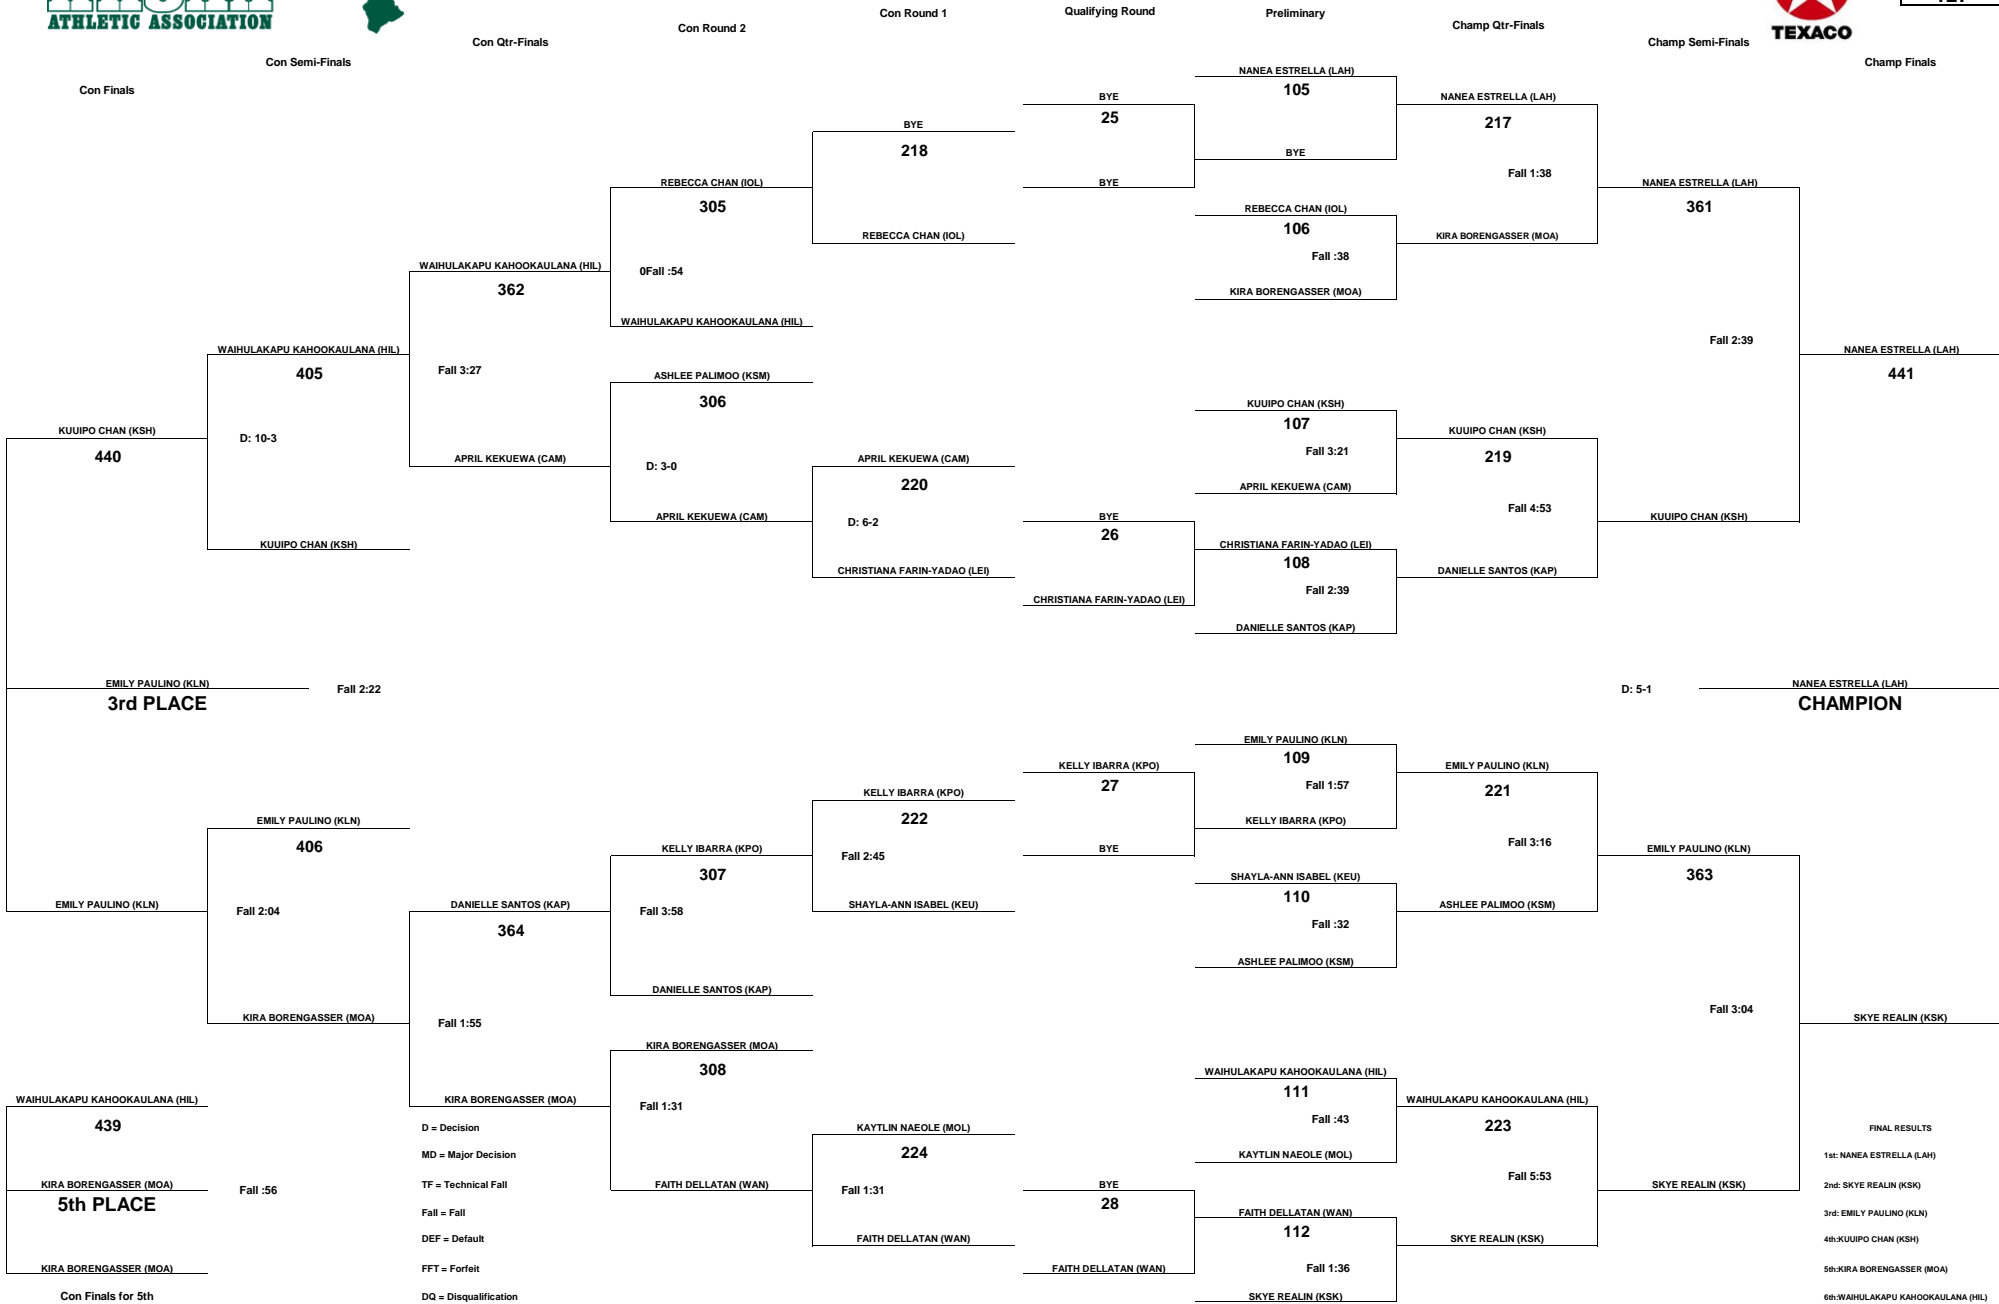 ATHLETIC ASSOCIATION
TEXACO
Con Finals
Con Semi-Finals
Con Qtr-Finals
Con Round 2
Con Round 1
Qualifying Round
Preliminary
Champ Qtr-Finals
Champ Semi-Finals
Champ Finals
KUUIPO CHAN (KSH)
440
EMILY PAULINO (KLN)
3rd PLACE
Fall 2:22
EMILY PAULINO (KLN)
WAIHULAKAPU KAHOOKAULANA (HIL)
439
KIRA BORENGASSER (MOA)
5th PLACE
Fall :56
KIRA BORENGASSER (MOA)
Con Finals for 5th
WAIHULAKAPU KAHOOKAULANA (HIL)
405
D: 10-3
KUUIPO CHAN (KSH)
EMILY PAULINO (KLN)
406
Fall 2:04
KIRA BORENGASSER (MOA)
WAIHULAKAPU KAHOOKAULANA (HIL)
362
Fall 3:27
APRIL KEKUEWA (CAM)
DANIELLE SANTOS (KAP)
364
Fall 1:55
KIRA BORENGASSER (MOA)
D = Decision
MD = Major Decision
TF = Technical Fall
Fall = Fall
DEF = Default
FFT = Forfeit
DQ = Disqualification
REBECCA CHAN (IOL)
305
0Fall :54
WAIHULAKAPU KAHOOKAULANA (HIL)
ASHLEE PALIMOO (KSM)
306
D: 3-0
APRIL KEKUEWA (CAM)
KELLY IBARRA (KPO)
307
Fall 3:58
DANIELLE SANTOS (KAP)
KIRA BORENGASSER (MOA)
308
Fall 1:31
FAITH DELLATAN (WAN)
BYE
218
REBECCA CHAN (IOL)
APRIL KEKUEWA (CAM)
220
D: 6-2
CHRISTIANA FARIN-YADAO (LEI)
KELLY IBARRA (KPO)
222
Fall 2:45
SHAYLA-ANN ISABEL (KEU)
KAYTLIN NAEOLE (MOL)
224
Fall 1:31
FAITH DELLATAN (WAN)
BYE
25
BYE
BYE
26
CHRISTIANA FARIN-YADAO (LEI)
KELLY IBARRA (KPO)
27
BYE
BYE
28
FAITH DELLATAN (WAN)
NANEA ESTRELLA (LAH)
105
BYE
REBECCA CHAN (IOL)
106
Fall :38
KIRA BORENGASSER (MOA)
KUUIPO CHAN (KSH)
107
Fall 3:21
APRIL KEKUEWA (CAM)
CHRISTIANA FARIN-YADAO (LEI)
108
Fall 2:39
DANIELLE SANTOS (KAP)
EMILY PAULINO (KLN)
109
Fall 1:57
KELLY IBARRA (KPO)
SHAYLA-ANN ISABEL (KEU)
110
Fall :32
ASHLEE PALIMOO (KSM)
WAIHULAKAPU KAHOOKAULANA (HIL)
111
Fall :43
KAYTLIN NAEOLE (MOL)
FAITH DELLATAN (WAN)
112
Fall 1:36
SKYE REALIN (KSK)
NANEA ESTRELLA (LAH)
217
Fall 1:38
KIRA BORENGASSER (MOA)
KUUIPO CHAN (KSH)
219
Fall 4:53
DANIELLE SANTOS (KAP)
EMILY PAULINO (KLN)
221
Fall 3:16
ASHLEE PALIMOO (KSM)
WAIHULAKAPU KAHOOKAULANA (HIL)
223
Fall 5:53
SKYE REALIN (KSK)
NANEA ESTRELLA (LAH)
361
Fall 2:39
KUUIPO CHAN (KSH)
EMILY PAULINO (KLN)
363
Fall 3:04
SKYE REALIN (KSK)
NANEA ESTRELLA (LAH)
441
D: 5-1
NANEA ESTRELLA (LAH)
CHAMPION
SKYE REALIN (KSK)
FINAL RESULTS
1st: NANEA ESTRELLA (LAH)
2nd: SKYE REALIN (KSK)
3rd: EMILY PAULINO (KLN)
4th:KUUIPO CHAN (KSH)
5th:KIRA BORENGASSER (MOA)
6th:WAIHULAKAPU KAHOOKAULANA (HIL)